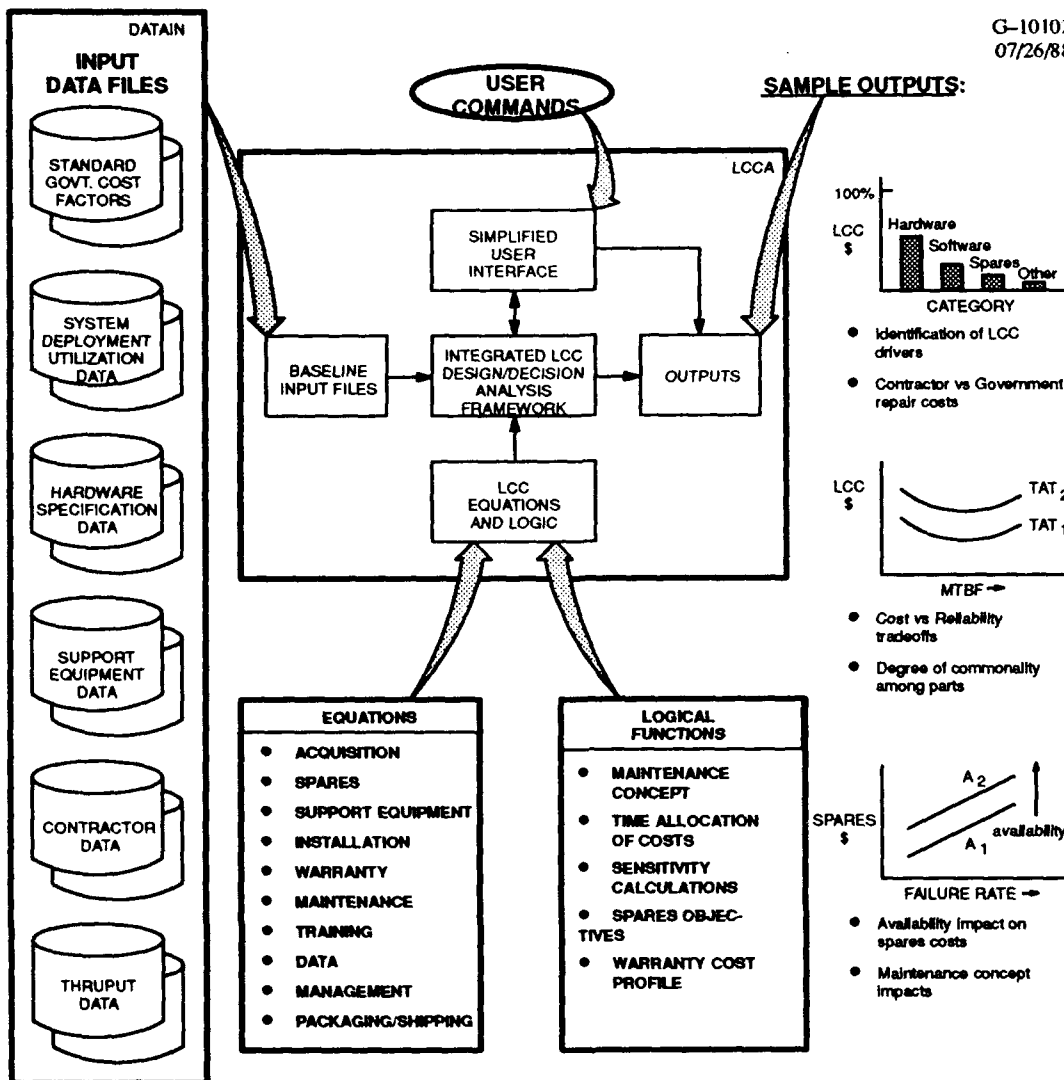 G-1010
07/26/88
DATAIN
INPUT
DATA FILES
STANDARD
GOVT. COST
FACTORS
SYSTEM
DEPLOYMENT
UTILIZATION
DATA
HARDWARE
SPECIFICATION
DATA
SUPPORT
EQUIPMENT
DATA
CONTRACTOR
DATA
THRUPUT
DATA
USER
COMMANDS
LCCA
SIMPLIFIED
USER
INTERFACE
BASELINE
INPUT FILES
INTEGRATED LCC
DESIGN/DECISION
ANALYSIS
FRAMEWORK
OUTPUTS
LCC
EQUATIONS
AND LOGIC
EQUATIONS
• ACQUISITION
• SPARES
• SUPPORT EQUIPMENT
• INSTALLATION
• WARRANTY
• MAINTENANCE
• TRAINING
• DATA
• MANAGEMENT
• PACKAGING/SHIPPING
LOGICAL
FUNCTIONS
• MAINTENANCE
CONCEPT
• TIME ALLOCATION
OF COSTS
• SENSITIVITY
CALCULATIONS
• SPARES OBJEC-
TIVES
• WARRANTY COST
PROFILE
SAMPLE OUTPUTS:
100%
LCC
$
Hardware
Software
Spares
Other
CATEGORY
• Identification of LCC
drivers
• Contractor vs Government
repair costs
LCC
$
TAT 2
TAT 1
MTBF →
• Cost vs Reliability
tradeoffs
• Degree of commonality
among parts
SPARES
$
A 2
A 1
availability
FAILURE RATE →
• Availability impact on
spares costs
• Maintenance concept
impacts